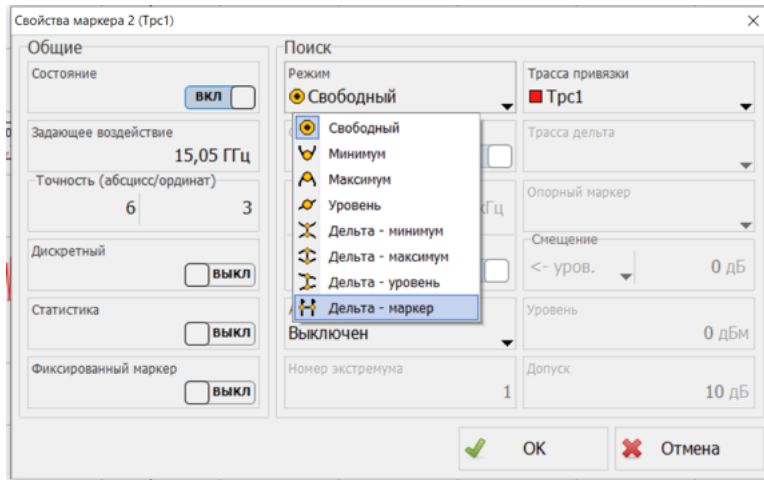 Свойства маркера 2 (Трс1)
Общие
Состояние
ВКЛ
Задающее воздействие
15,05 ГГц
Точность (абсцисс/ординат)
6 3
Дискретный
ВЫКЛ
Статистика
ВЫКЛ
Фиксированный маркер
ВЫКЛ
Поиск
Режим
Свободный
Свободный
Минимум
Максимум
Уровень
Дельта - минимум
Дельта - максимум
Дельта - уровень
Дельта - маркер
Выключен
Номер экстремума
1
Трасса привязки
Трс1
Трасса дельта
Опорный маркер
Смещение
<- уров. 0 дБ
Уровень
0 дБм
Допуск
10 дБ
ОК
Отмена